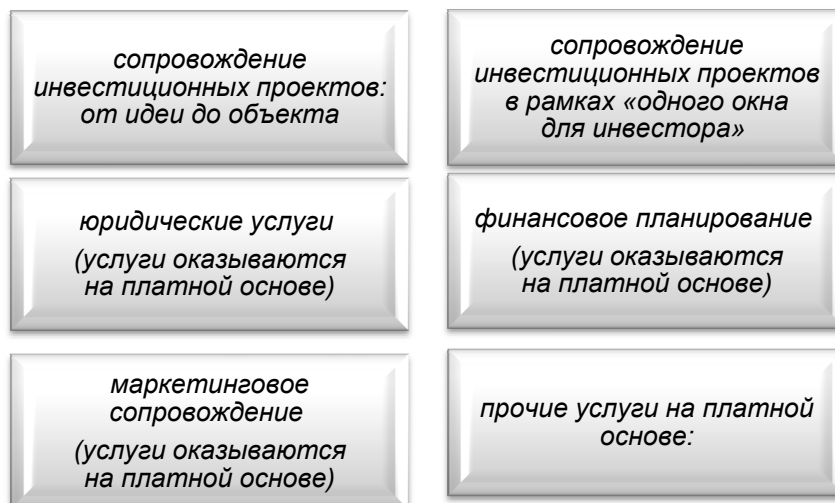 сопровождение
инвестиционных проектов:
от идеи до объекта
сопровождение
инвестиционных проектов
в рамках «одного окна
для инвестора»
юридические услуги
(услуги оказываются
на платной основе)
финансовое планирование
(услуги оказываются
на платной основе)
маркетинговое
сопровождение
(услуги оказываются
на платной основе)
прочие услуги на платной
основе: